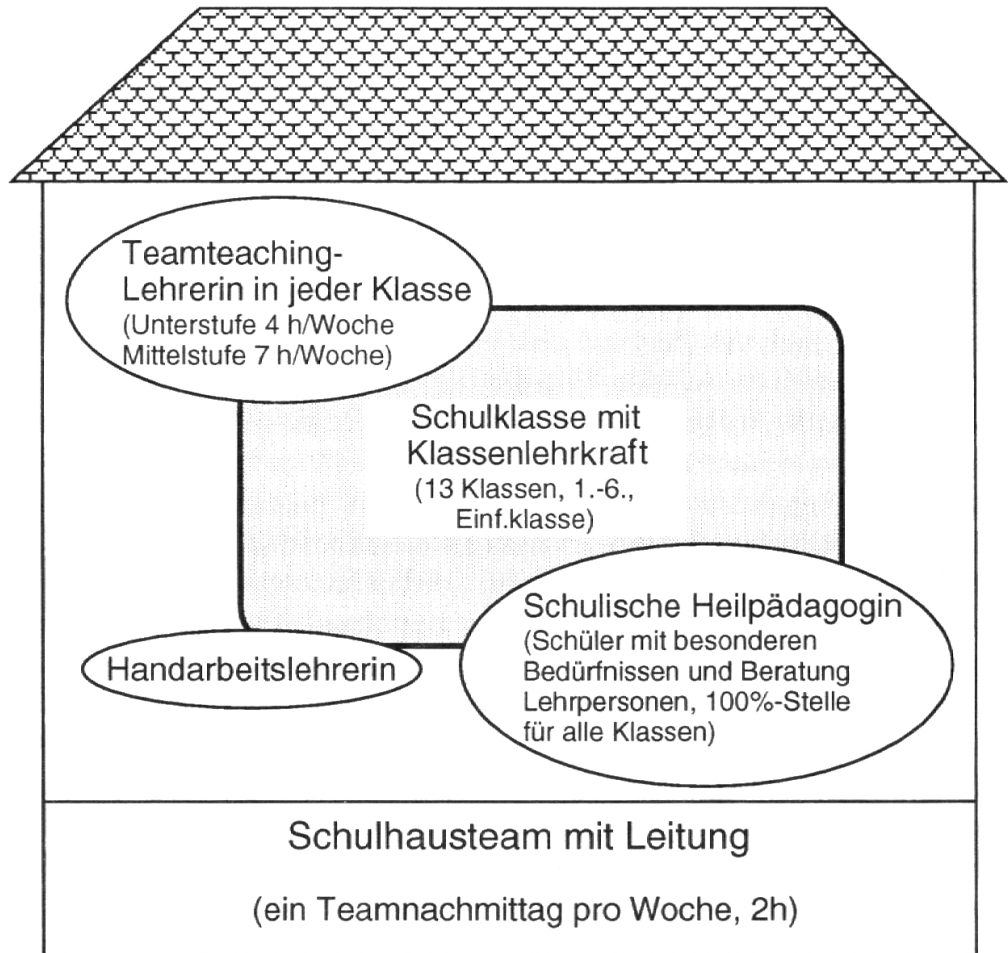 Teamteaching-
Lehrerin in jeder Klasse
(Unterstufe 4 h/Woche
Mittelstufe 7 h/Woche)
Schulklasse mit
Klassenlehrkraft
(13 Klassen, 1.-6.,
Einf.klasse)
Schulische Heilpädagogin
(Schüler mit besonderen
Bedürfnissen und Beratung
Lehrpersonen, 100%-Stelle
für alle Klassen)
Handarbeitslehrerin
Schulhausteam mit Leitung
(ein Teamnachmittag pro Woche, 2h)